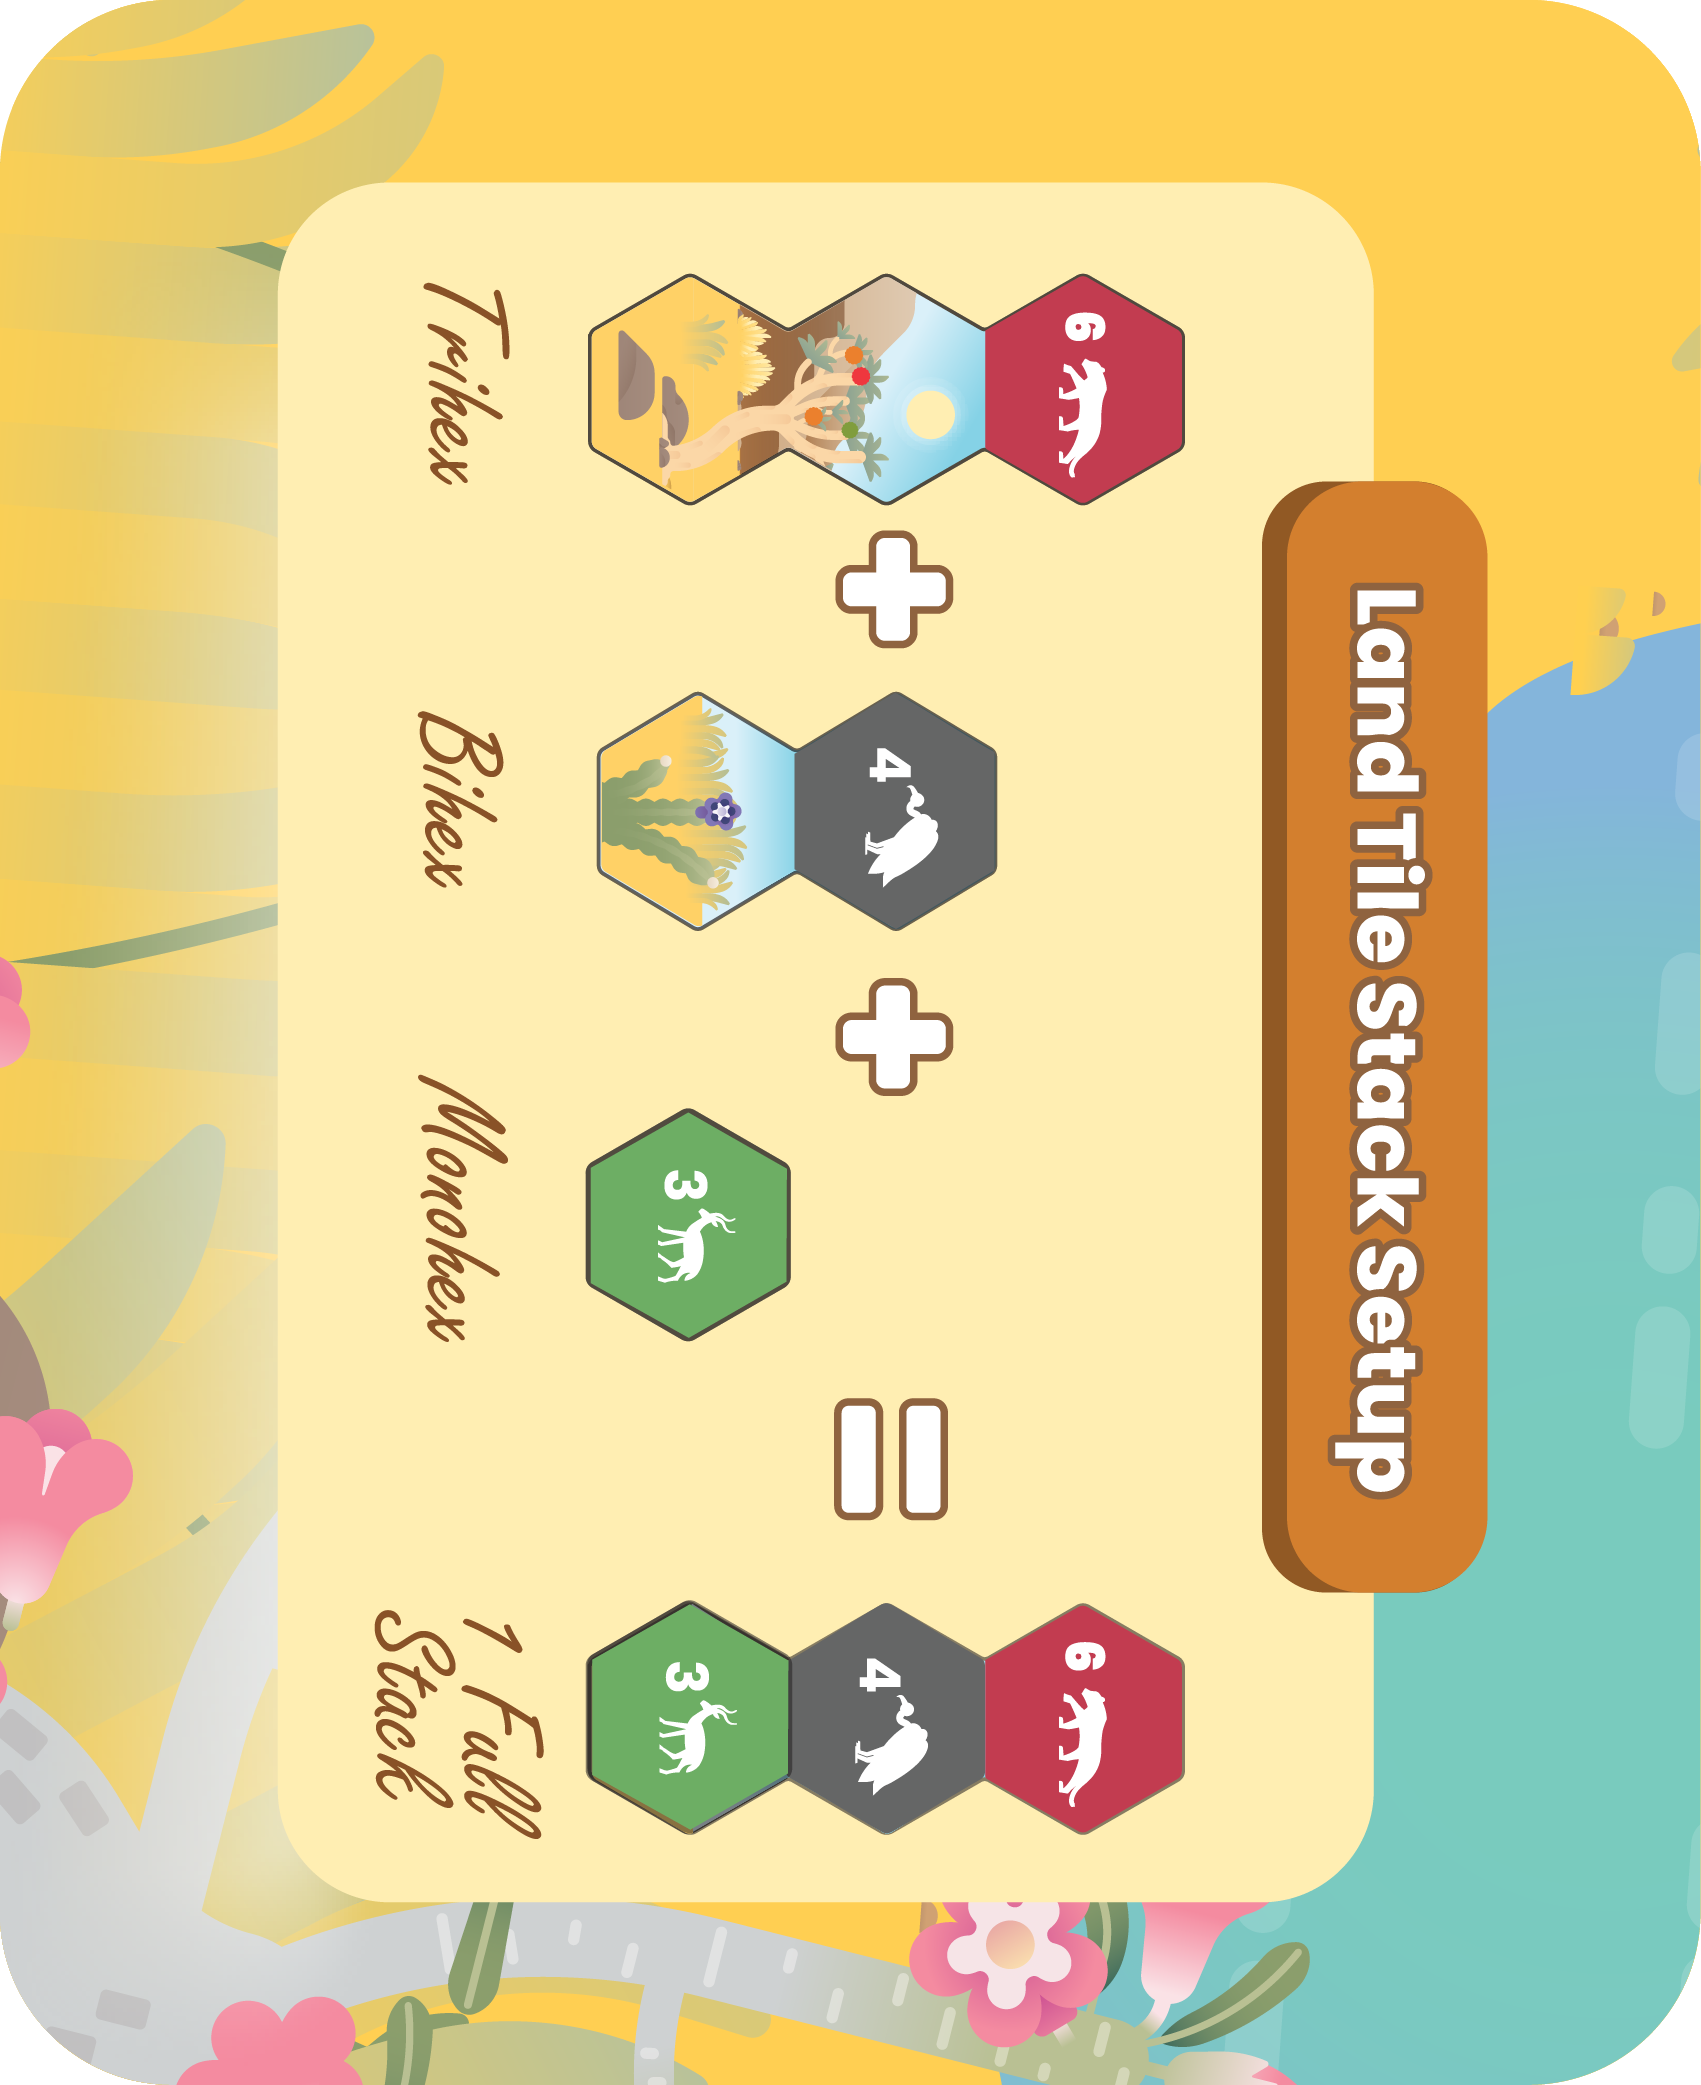 Land Tile Stack Setup
6
4
3
3
4
6
Trihex
Bihex
Monohex
1 Full
Stack